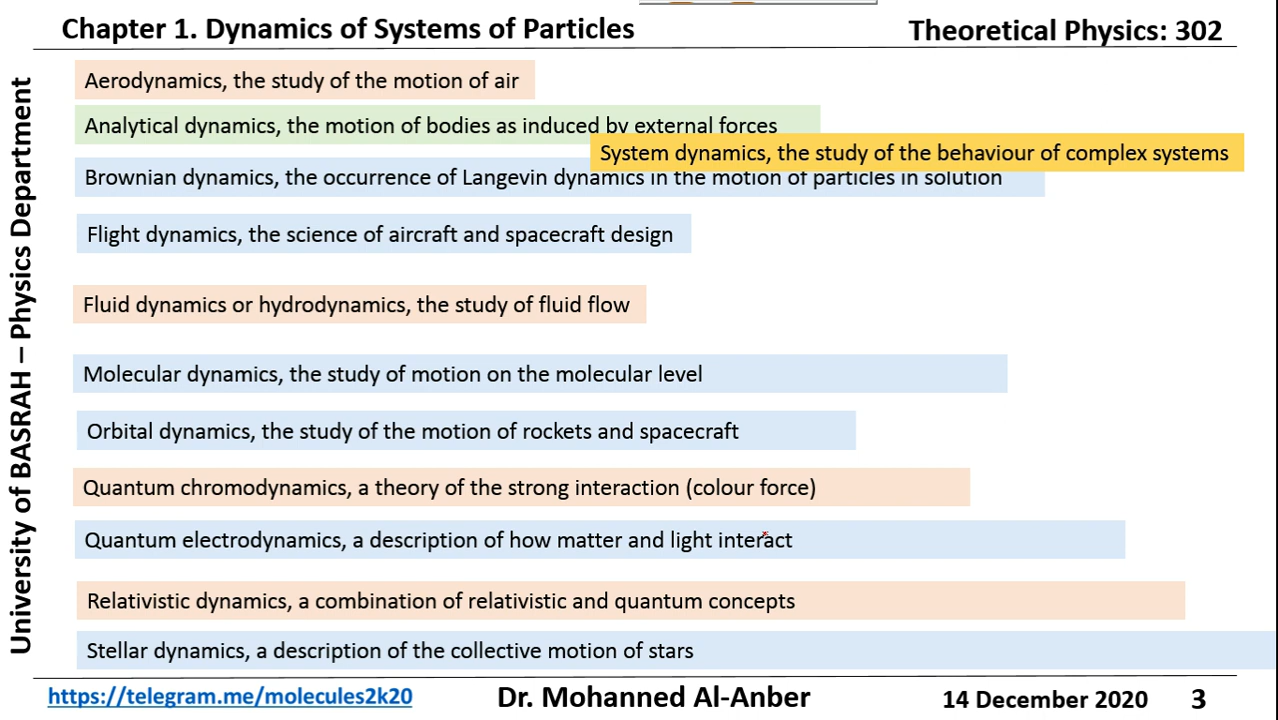 Chapter 1. Dynamics of Systems of Particles
Theoretical Physics: 302
University of BASRAH – Physics Department
Aerodynamics, the study of the motion of air
Analytical dynamics, the motion of bodies as induced by external forces
System dynamics, the study of the behaviour of complex systems
Brownian dynamics, the occurrence of Langevin dynamics in the motion of particles in solution
Flight dynamics, the science of aircraft and spacecraft design
Fluid dynamics or hydrodynamics, the study of fluid flow
Molecular dynamics, the study of motion on the molecular level
Orbital dynamics, the study of the motion of rockets and spacecraft
Quantum chromodynamics, a theory of the strong interaction (colour force)
Quantum electrodynamics, a description of how matter and light interact
Relativistic dynamics, a combination of relativistic and quantum concepts
Stellar dynamics, a description of the collective motion of stars
https://telegram.me/molecules2k20
Dr. Mohanned Al-Anber
14 December 2020
3